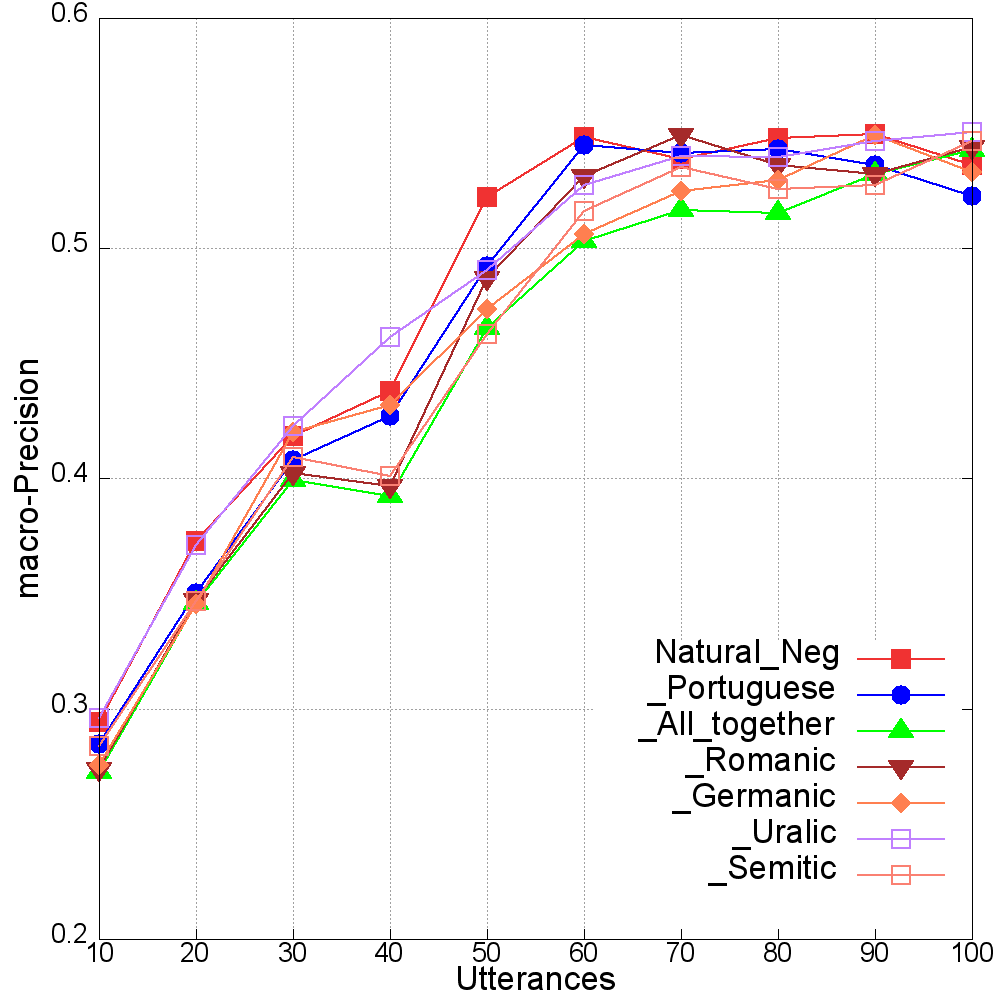 0.6
0.5
0.4
0.3
0.2
macro-Precision
10 20 30 40 50 60 70 80 90 100
Utterances
Natural_Neg
_Portuguese
_All_together
_Romanic
_Germanic
_Uralic
_Semitic